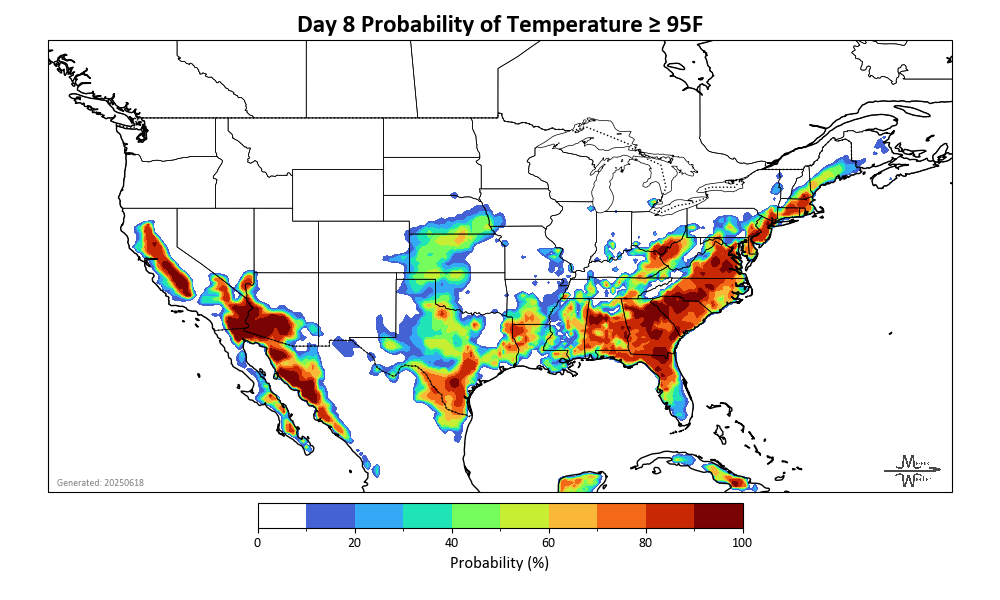 Day 8 Probability of Temperature ≥ 95F
Generated: 20250618
0 20 40 60 80 100
Probability (%)